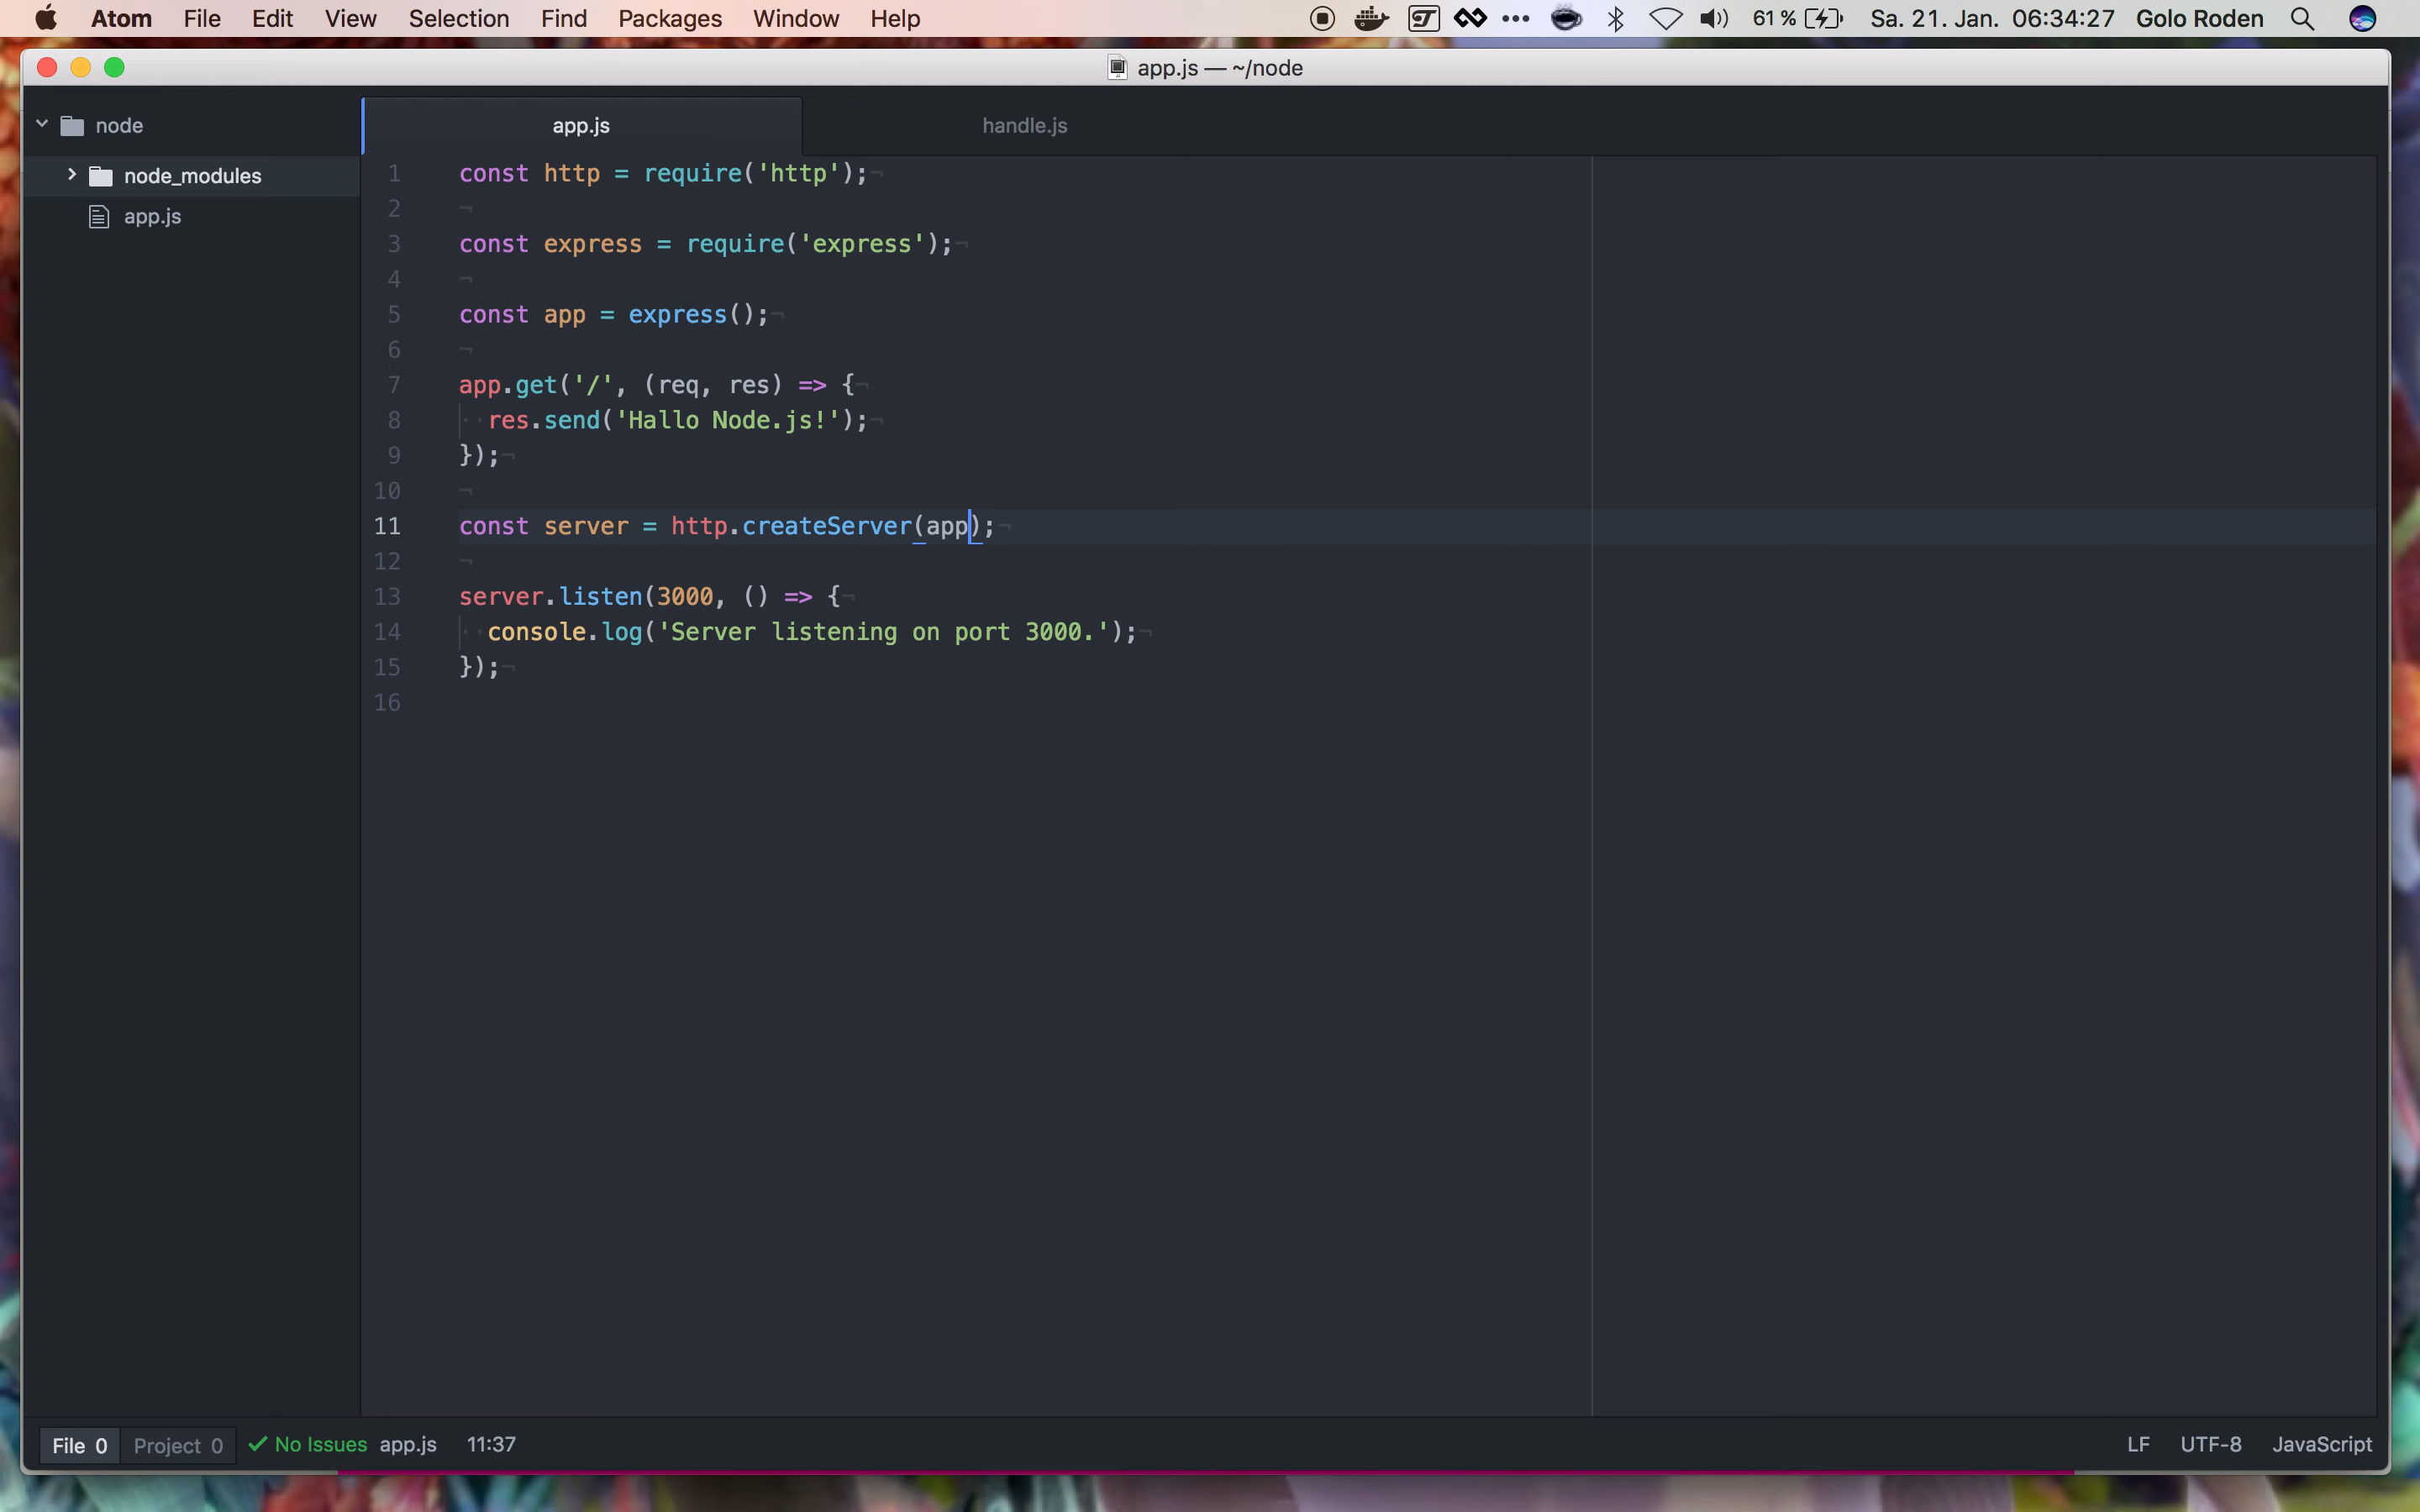 Atom File Edit View Selection Find Packages Window Help 61 % Sa. 21. Jan. 06:34:27 Golo Roden
app.js — ~/node
node
node_modules
app.js
app.js handle.js
1 const http = require('http');¬
2 ¬
3 const express = require('express');¬
4 ¬
5 const app = express();¬
6 ¬
7 app.get('/', (req, res) => {¬
8 ··res.send('Hallo Node.js!');¬
9 });¬
10 ¬
11 const server = http.createServer(app);¬
12 ¬
13 server.listen(3000, () => {¬
14 ··console.log('Server listening on port 3000.');¬
15 });¬
16
File 0 Project 0 No Issues app.js 11:37 LF UTF-8 JavaScript